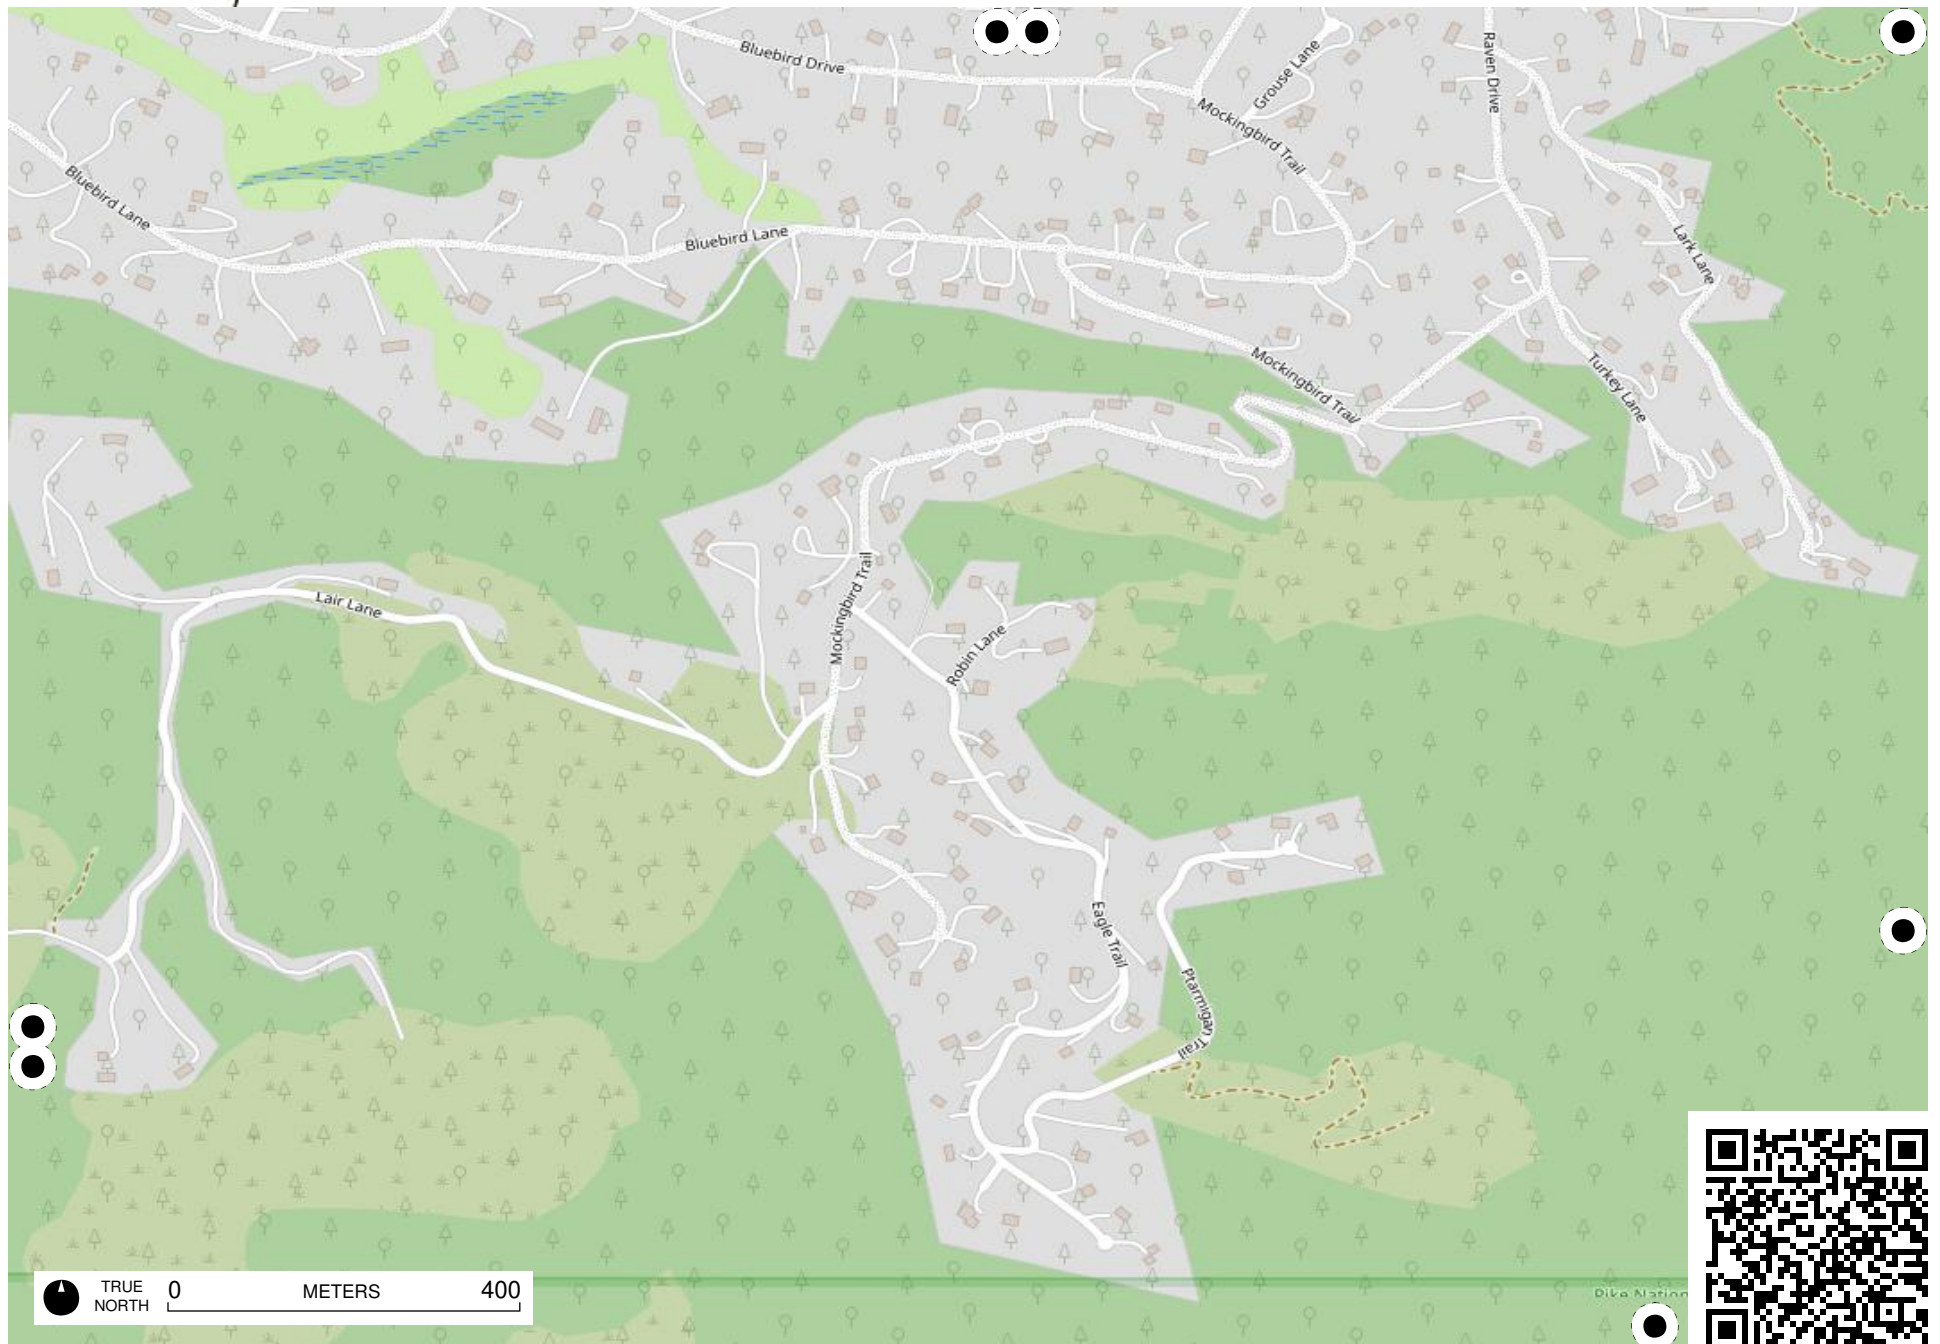 Bluebird Drive
Grouse Lane
Raven Drive
Mockingbird Trail
Bluebird Lane
Bluebird Lane
Lark Lane
Mockingbird Trail
Turkey Lane
Mockingbird Trail
Lair Lane
Robin Lane
Eagle Trail
Ptarmigan Trail
TRUE
NORTH
0 METERS 400